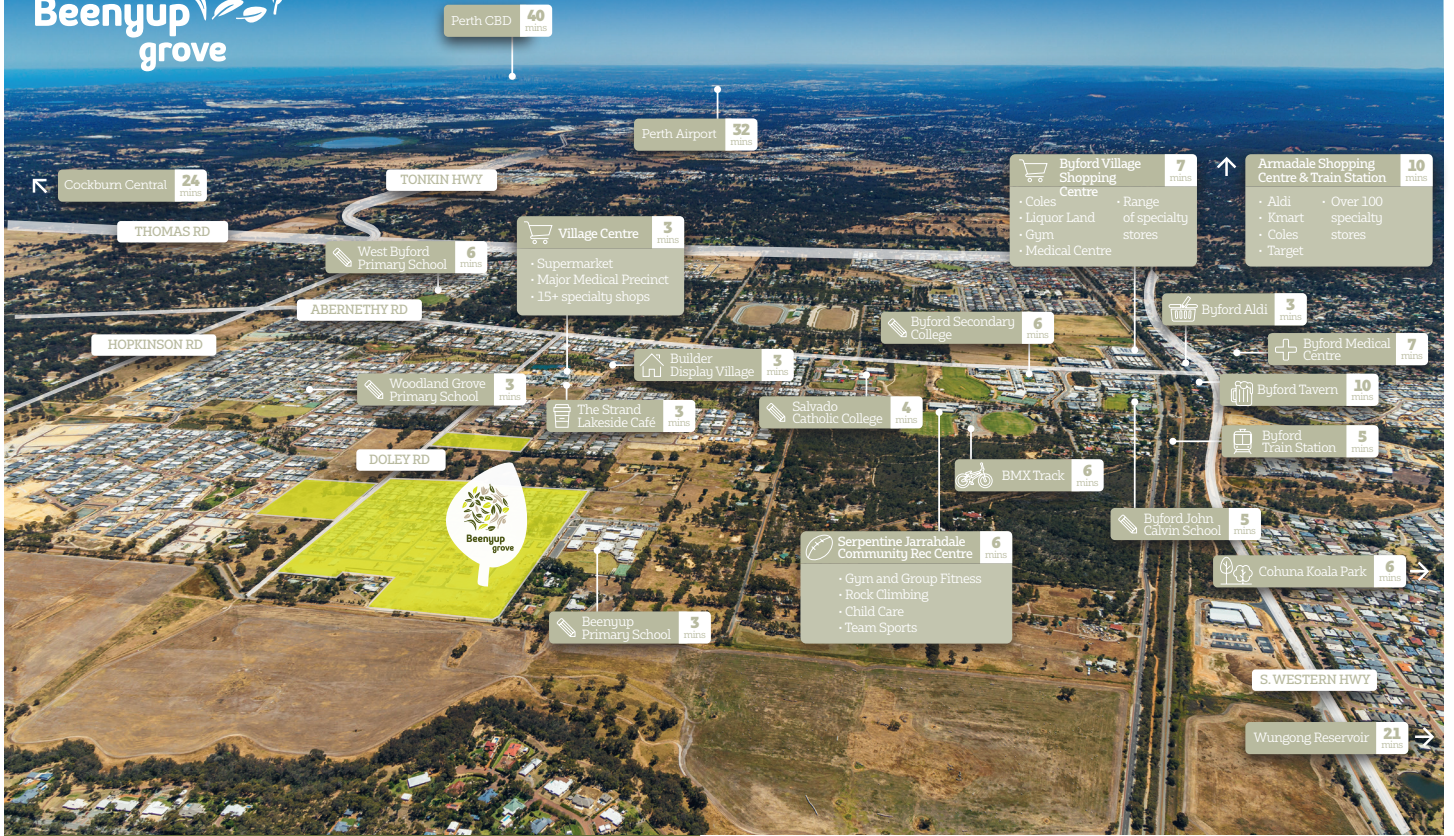 Beenyup
grove
Perth CBD
40
mins
Perth Airport
32
mins
Cockburn Central
24
mins
TONKIN HWY
THOMAS RD
West Byford
Primary School
6
mins
Village Centre
3
mins
· Supermarket
· Major Medical Precinct
· 15+ specialty shops
Byford Village
Shopping
Centre
7
mins
· Coles
· Liquor Land
· Gym
· Medical Centre
· Range
of specialty
stores
Armadale Shopping
Centre & Train Station
10
mins
· Aldi
· Kmart
· Coles
· Target
· Over 100
specialty
stores
ABERNETHY RD
HOPKINSON RD
Byford Secondary
College
6
mins
Byford Aldi
3
mins
Byford Medical
Centre
7
mins
Builder
Display Village
3
mins
Woodland Grove
Primary School
3
mins
The Strand
Lakeside Café
3
mins
Salvado
Catholic College
4
mins
Byford Tavern
10
mins
Byford
Train Station
5
mins
DOLEY RD
BMX Track
6
mins
Beenyup
grove
Byford John
Calvin School
5
mins
Serpentine Jarrahdale
Community Rec Centre
6
mins
· Gym and Group Fitness
· Rock Climbing
· Child Care
· Team Sports
Cohuna Koala Park
6
mins
Beenyup
Primary School
3
mins
S. WESTERN HWY
Wungong Reservoir
21
mins